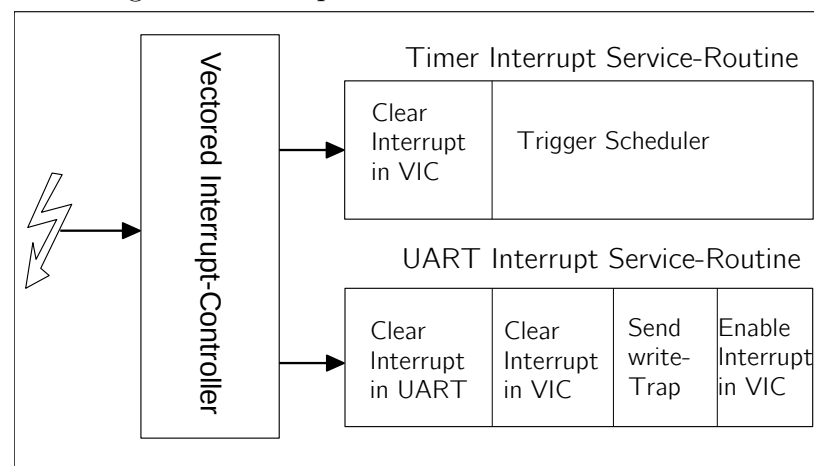 Vectored Interrupt-Controller
Timer Interrupt Service-Routine
Clear
Interrupt
in VIC
Trigger Scheduler
UART Interrupt Service-Routine
Clear
Interrupt
in UART
Clear
Interrupt
in VIC
Send
write-
Trap
Enable
Interrupt
in VIC